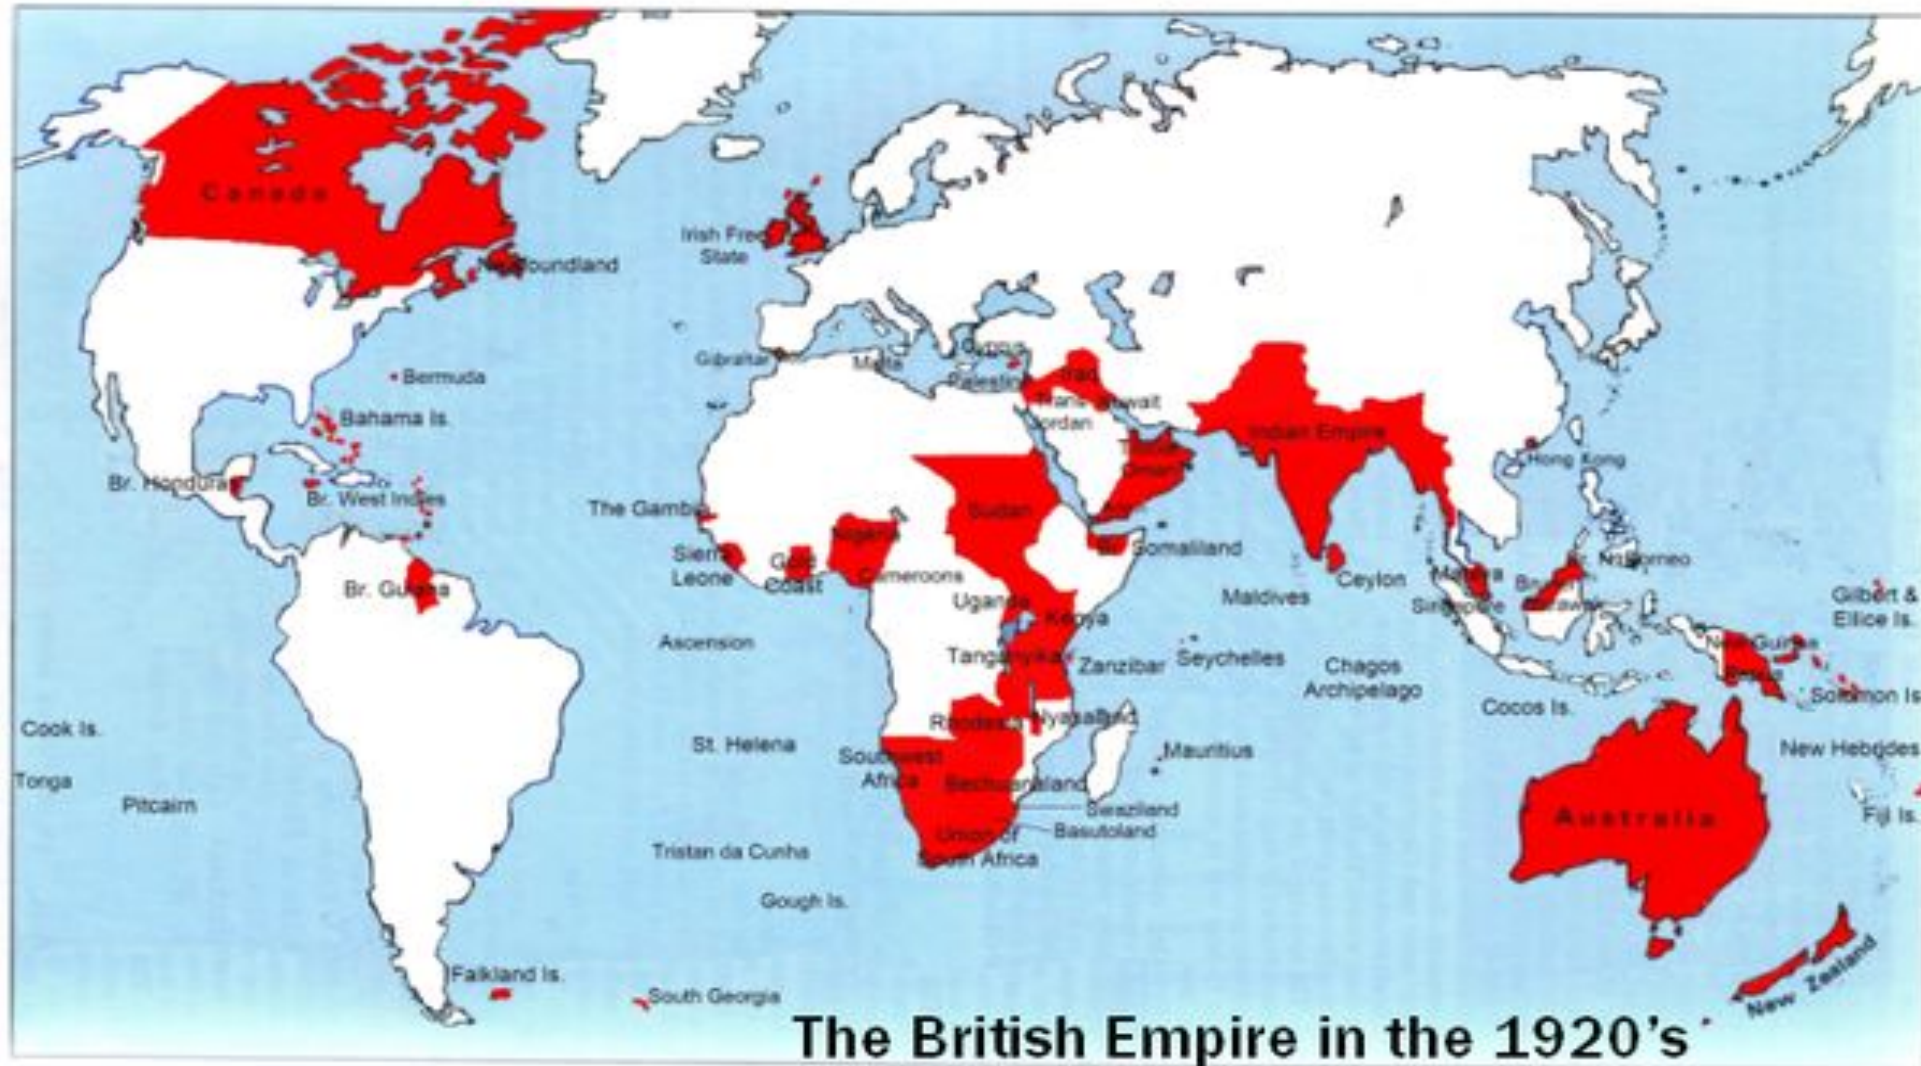 Canada
Newfoundland
Irish Free
State
Gibraltar
Malta
Cyprus
Palestine
Iraq
Trans
Jordan
Kuwait
Bermuda
Bahama Is.
Br. Honduras
Br. West Indies
Br. Guiana
The Gambia
Sierra
Leone
Gold
Coast
Nigeria
Cameroons
Sudan
Oman
Br. Somaliland
Uganda
Kenya
Tanganyika
Zanzibar
Seychelles
Indian Empire
Hong Kong
Ceylon
Maldives
Malaya
Singapore
Sarawak
Br. N. Borneo
Gilbert &
Ellice Is.
New Guinea
Papua
Solomon Is
Ascension
Chagos
Archipelago
Cocos Is.
Cook Is.
Tonga
Pitcairn
St. Helena
Rhodesia
Nyasaland
Southwest
Africa
Bechuanaland
Mauritius
Swaziland
Basutoland
Union of
South Africa
New Hebrides
Fiji Is.
Australia
Tristan da Cunha
Gough Is.
Falkland Is.
South Georgia
New Zealand
The British Empire in the 1920's